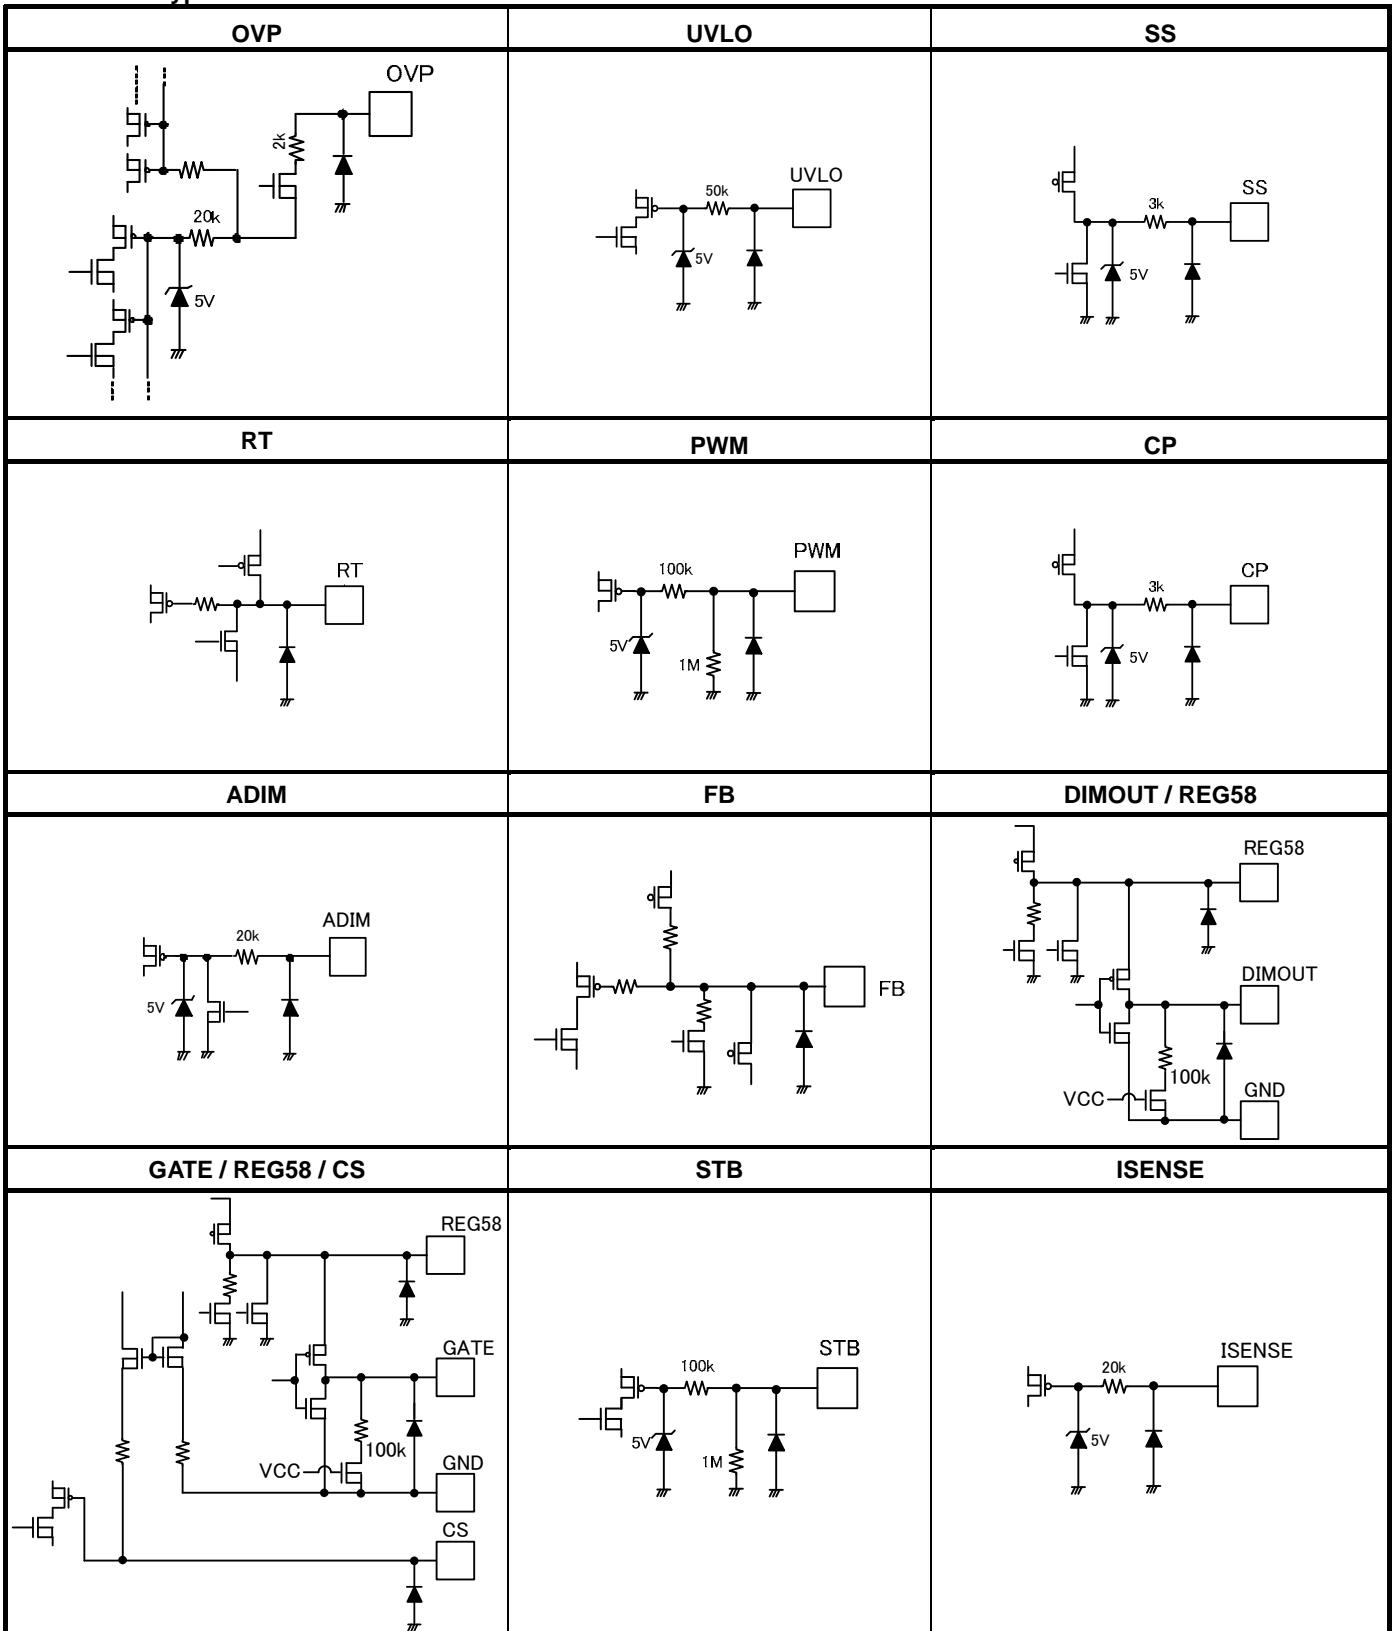 OVP
UVLO
SS
OVP
2k
20k
5V
UVLO
50k
5V
SS
3k
5V
RT
PWM
CP
RT
PWM
100k
5V
1M
CP
3k
5V
ADIM
FB
DIMOUT / REG58
ADIM
20k
5V
FB
REG58
DIMOUT
100k
VCC
GND
GATE / REG58 / CS
STB
ISENSE
REG58
GATE
100k
VCC
GND
CS
STB
100k
5V
1M
ISENSE
20k
5V